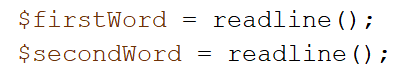 $firstWord = readline();
$secondWord = readline();